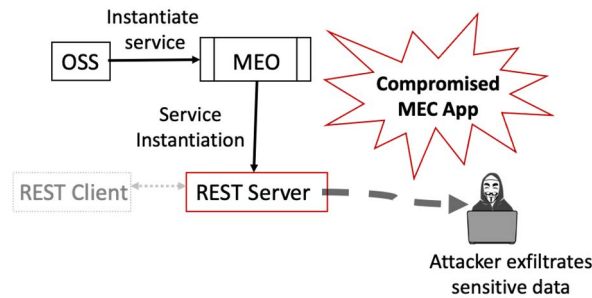 Instantiate
service
OSS
MEO
Compromised
MEC App
Service
Instantiation
REST Client
REST Server
Attacker exfiltrates
sensitive data